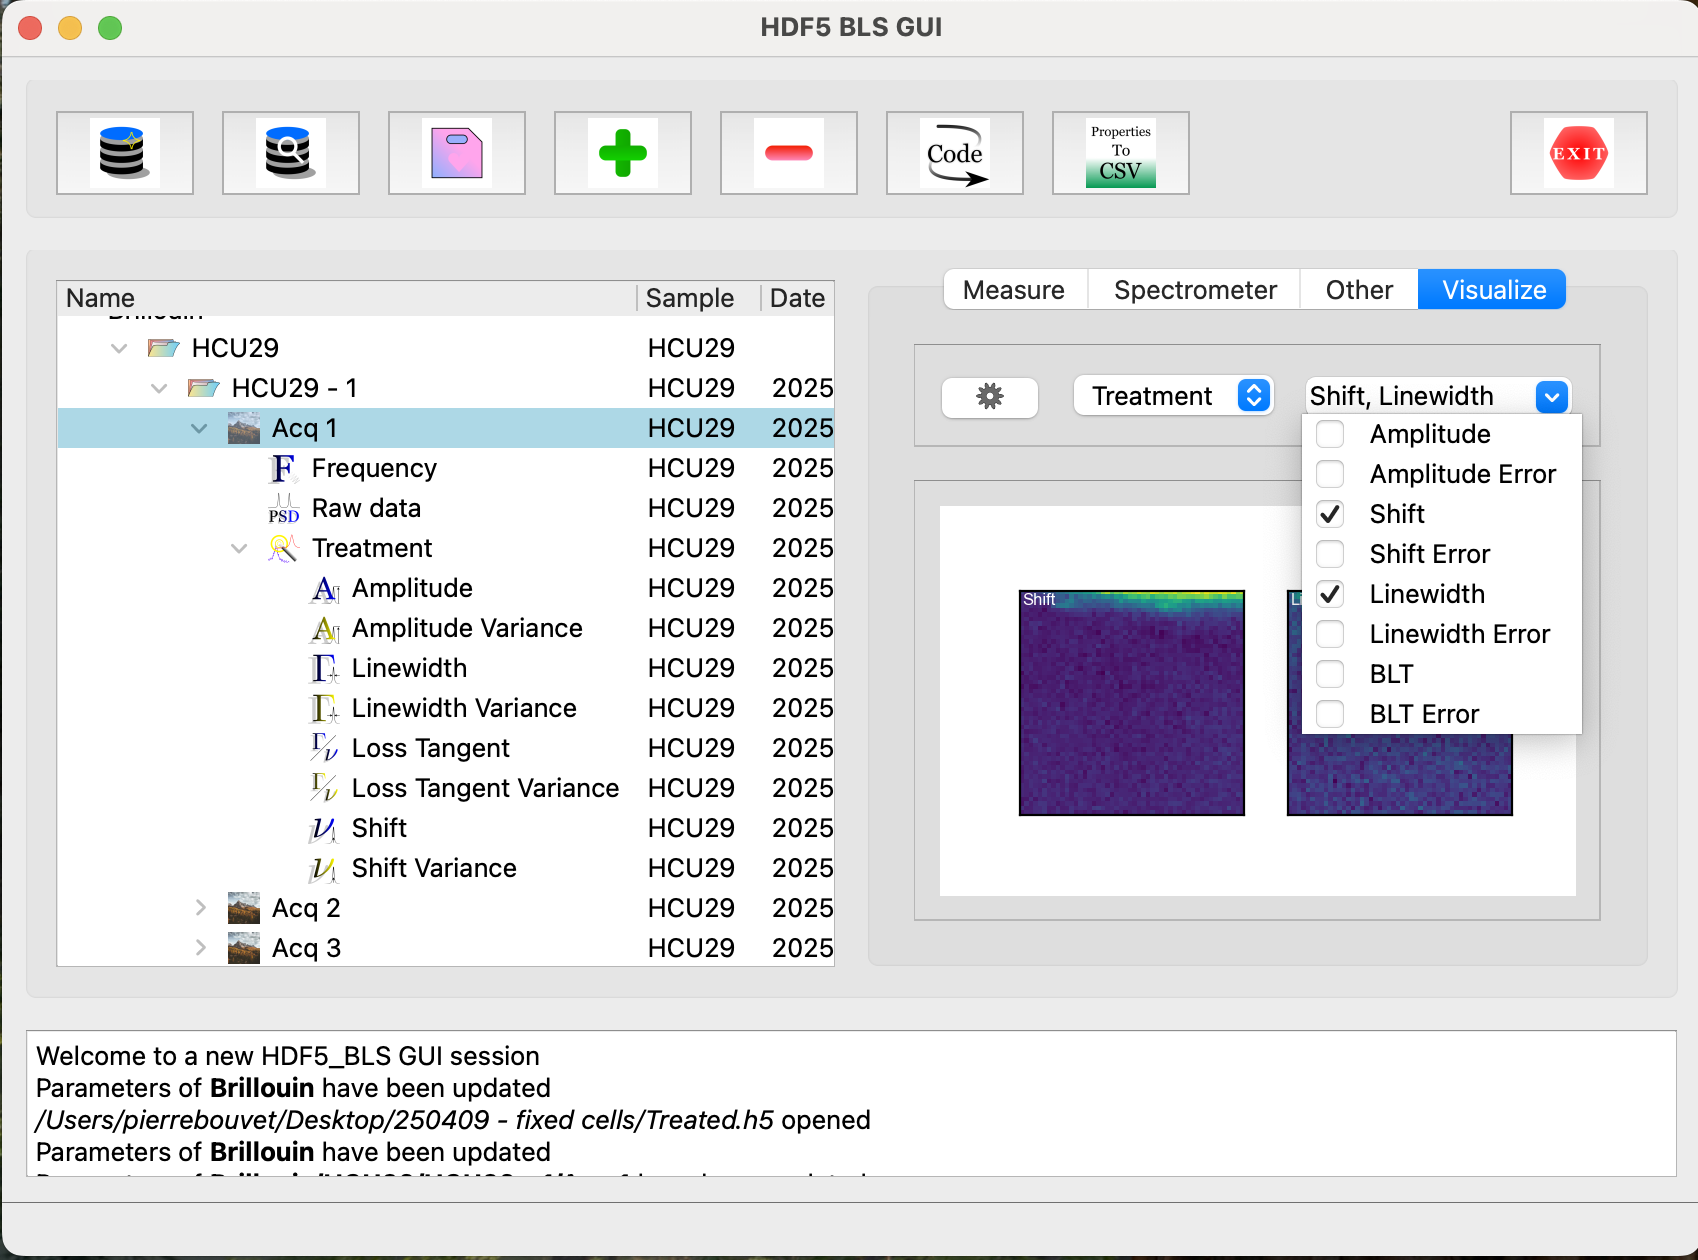 HDF5 BLS GUI
Code
Properties
To
CSV
EXIT
Name Sample Date
Brillouin
HCU29 HCU29
HCU29 - 1 HCU29 2025
Acq 1 HCU29 2025
F Frequency HCU29 2025
PSD Raw data HCU29 2025
Treatment HCU29 2025
A Amplitude HCU29 2025
A Amplitude Variance HCU29 2025
Γ Linewidth HCU29 2025
Γ Linewidth Variance HCU29 2025
Γ/ν Loss Tangent HCU29 2025
Γ/ν Loss Tangent Variance HCU29 2025
ν Shift HCU29 2025
ν Shift Variance HCU29 2025
Acq 2 HCU29 2025
Acq 3 HCU29 2025
Measure Spectrometer Other Visualize
Treatment Shift, Linewidth
Amplitude
Amplitude Error
Shift
Shift Error
Linewidth
Linewidth Error
BLT
BLT Error
Shift
Li
Welcome to a new HDF5_BLS GUI session
Parameters of Brillouin have been updated
/Users/pierrebouvet/Desktop/250409 - fixed cells/Treated.h5 opened
Parameters of Brillouin have been updated